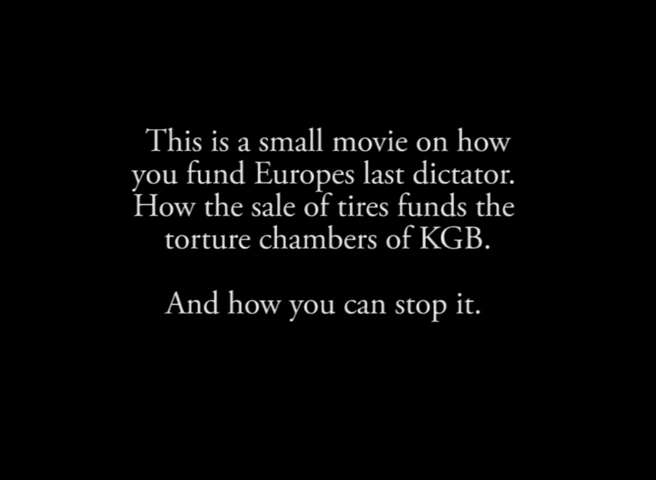 This is a small movie on how
you fund Europes last dictator.
How the sale of tires funds the
torture chambers of KGB.
And how you can stop it.